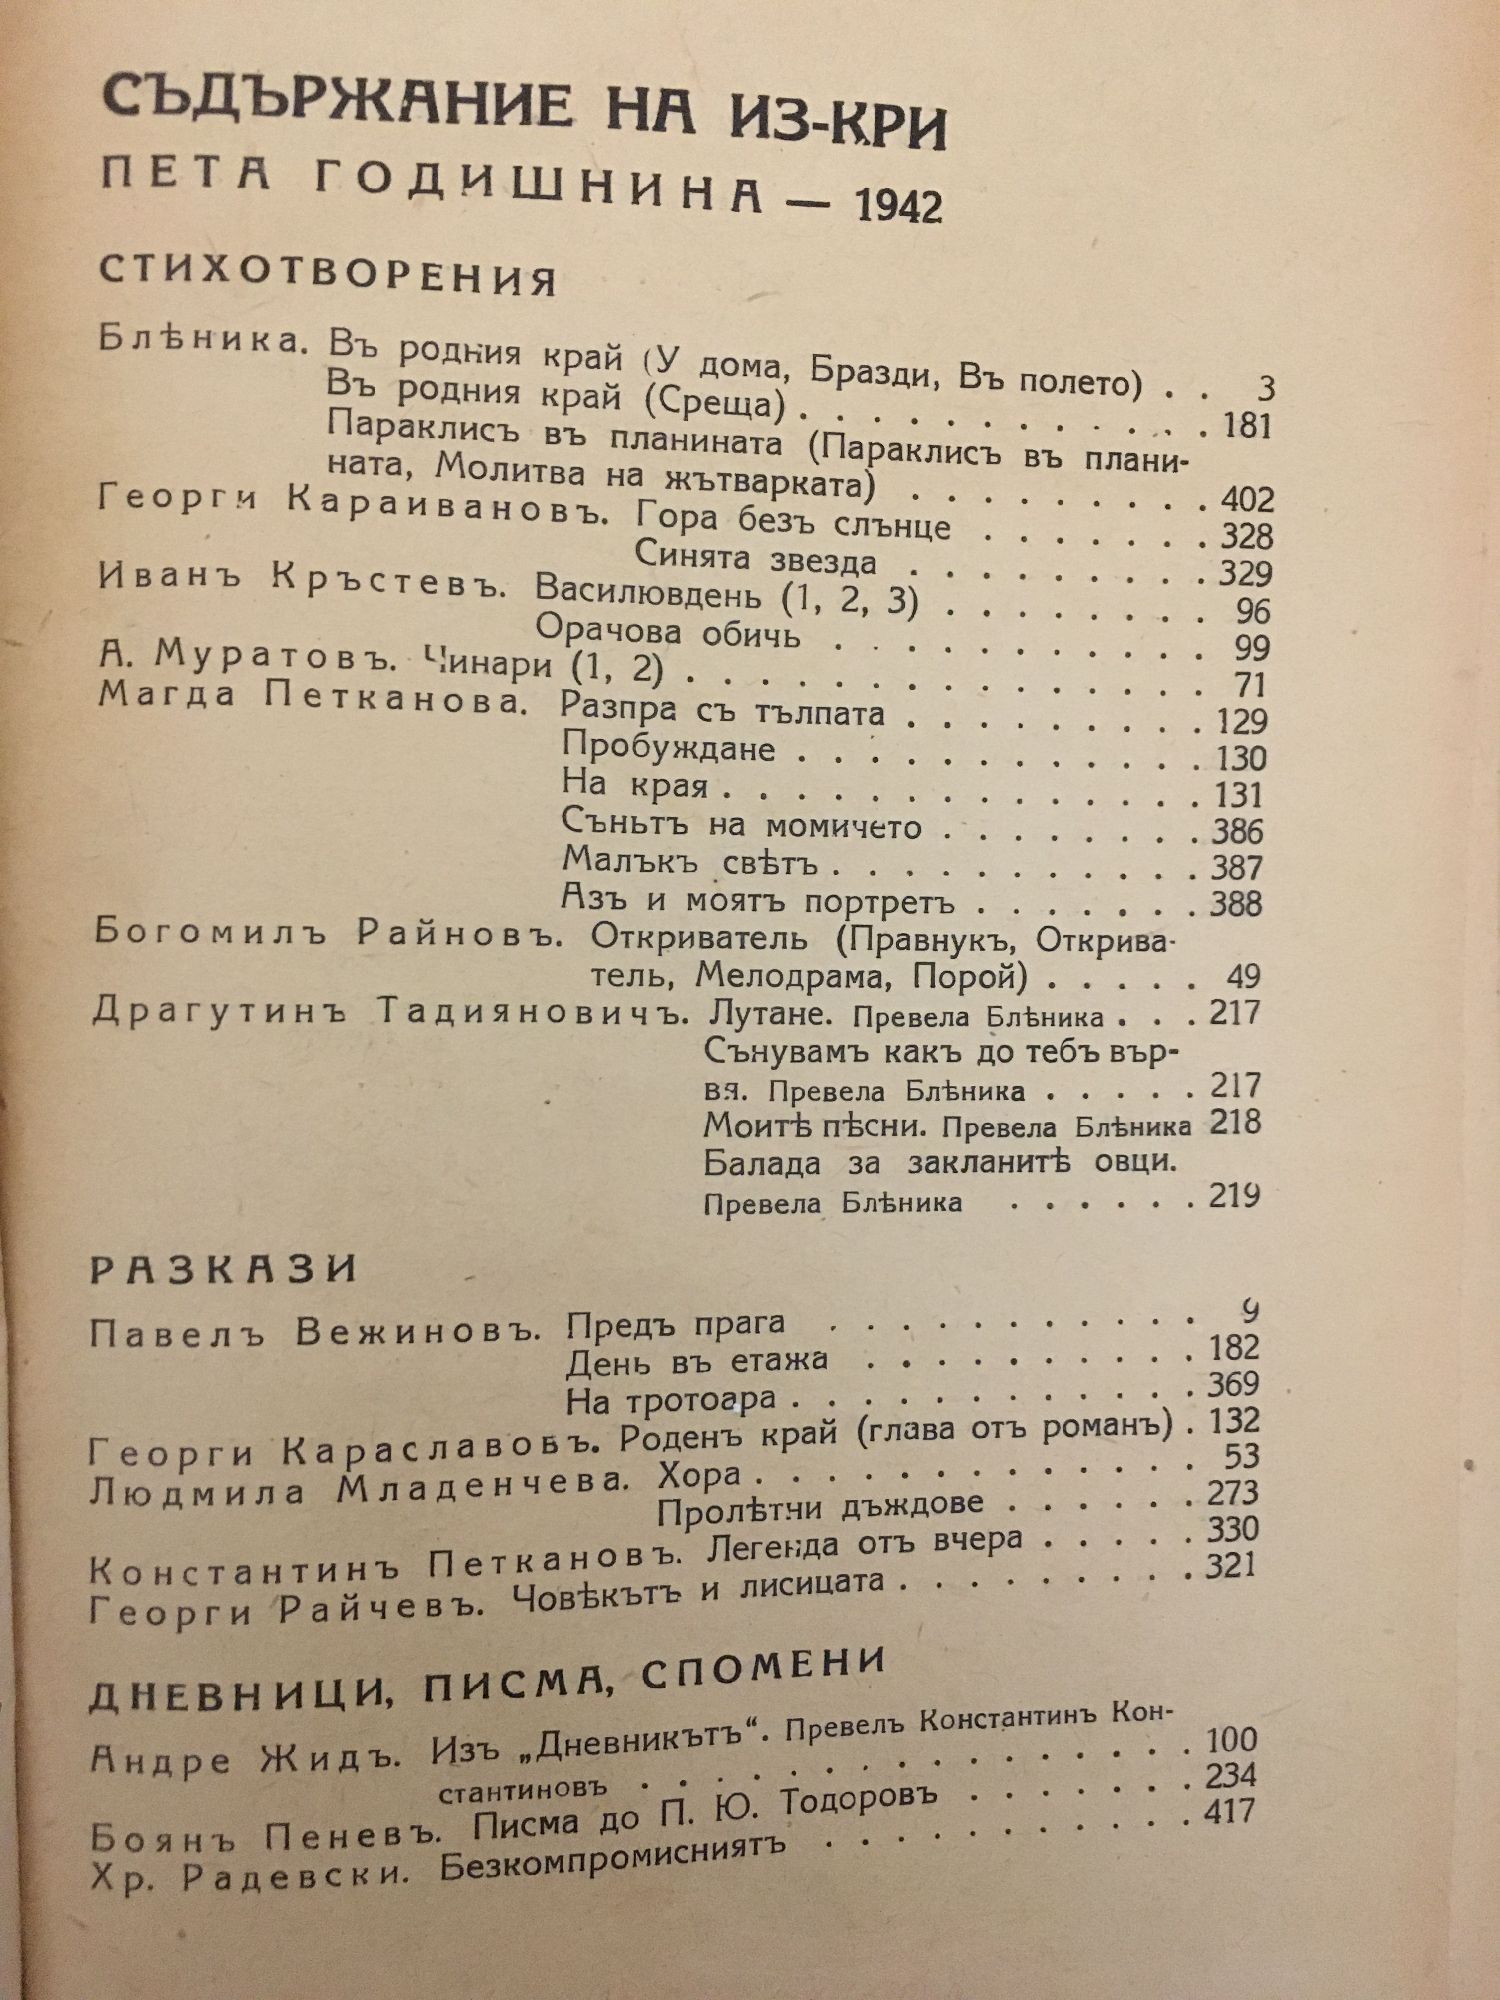 СЪДЪРЖАНИЕ НА ИЗ-КРИ
ПЕТА ГОДИШНИНА — 1942
СТИХОТВОРЕНИЯ
Блѣника. Въ родния край (У дома, Бразди, Въ полето) . . 3
Въ родния край (Среща) . . . . . . . . . . . . 181
Параклисъ въ планината (Параклисъ въ плани-
ната, Молитва на жътварката) . . . . . . . . . 402
Георги Караивановъ. Гора безъ слънце . . . . . . . 328
Синята звезда . . . . . . . . . 329
Иванъ Кръстевъ. Василювдень (1, 2, 3) . . . . . . . . 96
Орачова обичь . . . . . . . . . . . 99
А. Муратовъ. Чинари (1, 2) . . . . . . . . . . . . . . . 71
Магда Петканова. Разпра съ тълпата . . . . . . . . . 129
Пробуждане . . . . . . . . . . . . 130
На края . . . . . . . . . . . . . . 131
Съньтъ на момичето . . . . . . . . 386
Малъкъ свѣтъ . . . . . . . . . . . 387
Азъ и моятъ портретъ . . . . . . . 388
Богомилъ Райновъ. Откриватель (Правнукъ, Открива-
тель, Мелодрама, Порой) . . . . . 49
Драгутинъ Тадияновичъ. Лутане. Превела Блѣника . . . 217
Сънувамъ какъ до тебъ вър-
вя. Превела Блѣника . . . . . 217
Моитѣ пѣсни. Превела Блѣника 218
Балада за закланитѣ овци.
Превела Блѣника . . . . . . 219
РАЗКАЗИ
Павелъ Вежиновъ. Предъ прага . . . . . . . . . . . 9
День въ етажа . . . . . . . . . . 182
На тротоара . . . . . . . . . . . . 369
Георги Караславовъ. Роденъ край (глава отъ романъ) . 132
Людмила Младенчева. Хора . . . . . . . . . . . . . 53
Пролѣтни дъждове . . . . . . 273
Константинъ Петкановъ. Легенда отъ вчера . . . . . 330
Георги Райчевъ. Човѣкътъ и лисицата . . . . . . . . . 321
ДНЕВНИЦИ, ПИСМА, СПОМЕНИ
Андре Жидъ. Изъ „Дневникътъ“. Превелъ Константинъ Кон-
стантиновъ . . . . . . . . . . . . . . . 100
Боянъ Пеневъ. Писма до П. Ю. Тодоровъ . . . . . . . 234
Хр. Радевски. Безкомпромисниятъ . . . . . . . . . . . 417